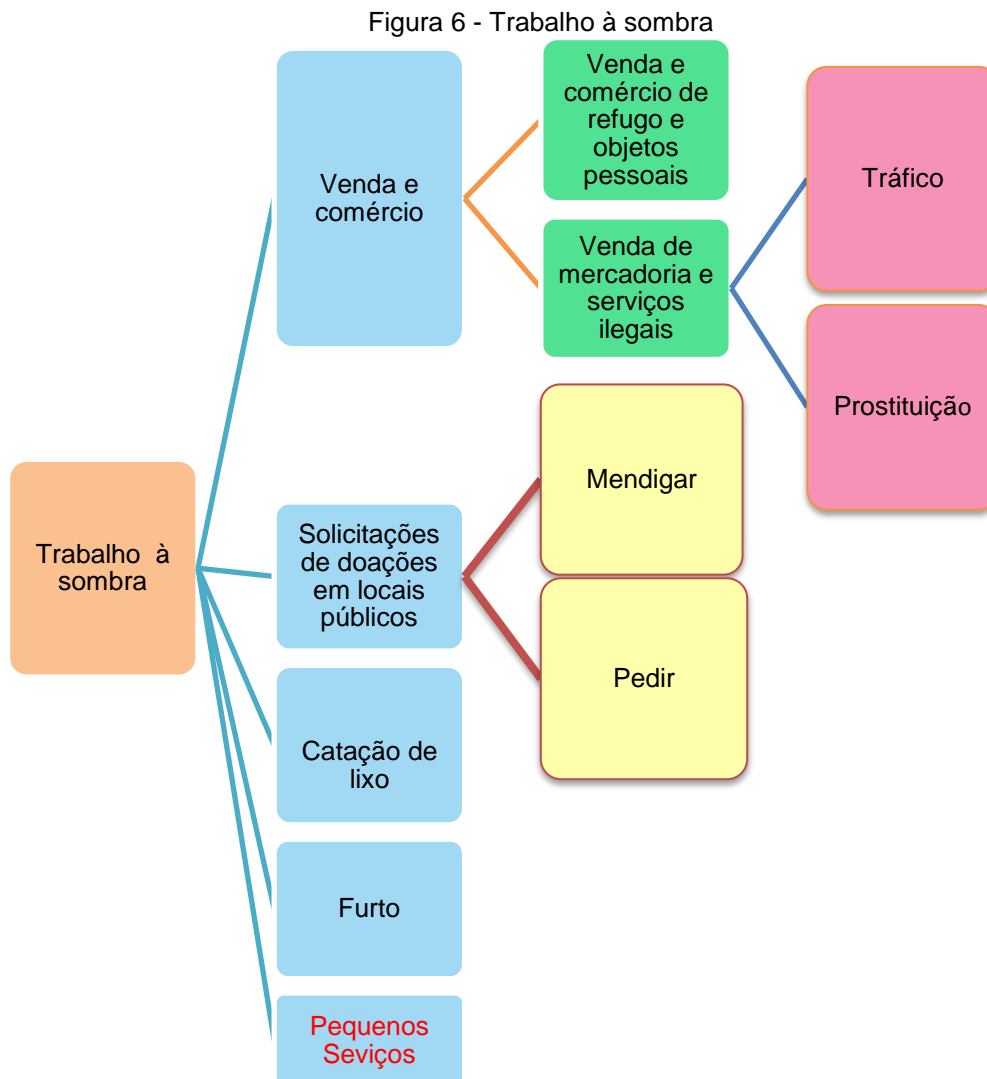 Figura 6 - Trabalho à sombra
Venda e
comércio de
refugo e
objetos
pessoais
Tráfico
Venda e
comércio
Venda de
mercadoria e
serviços
ilegais
Prostituição
Mendigar
Solicitações
de doações
em locais
públicos
Trabalho à
sombra
Pedir
Catação de
lixo
Furto
Pequenos
Seviços